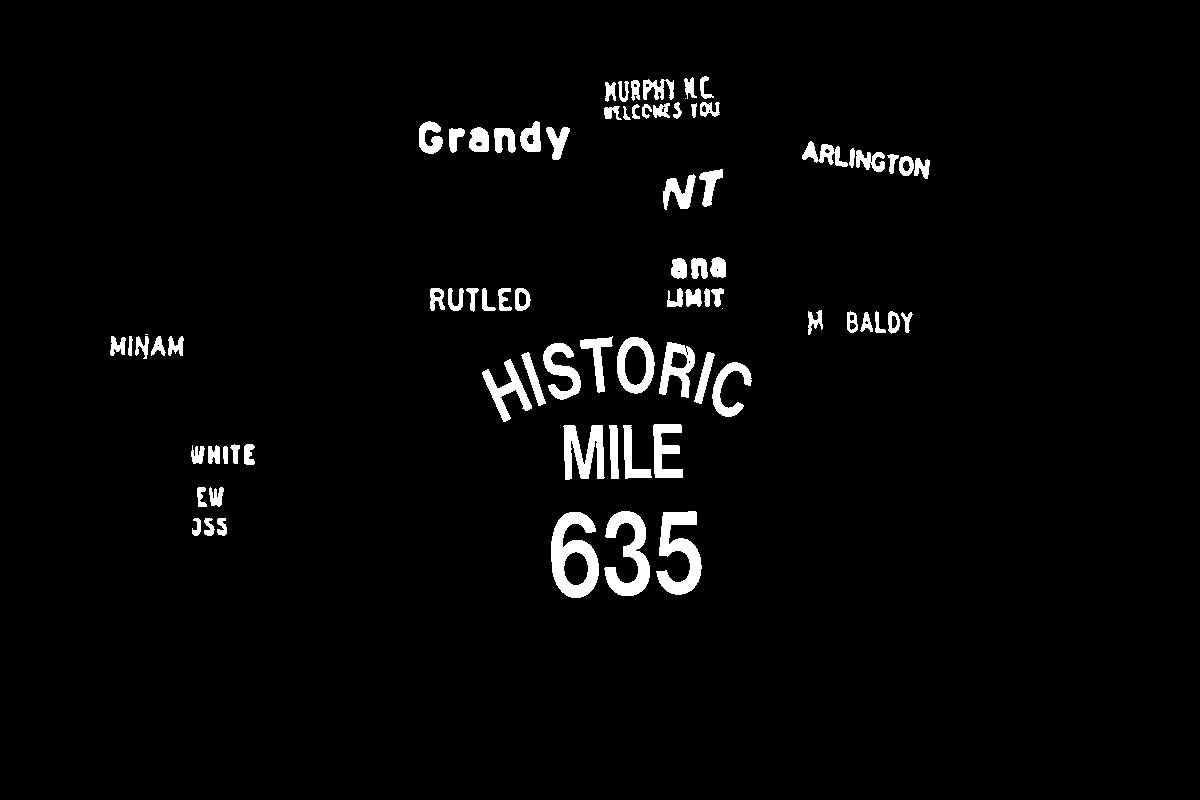 MURPHY N.C.
WELCOMES YOU
Grandy
ARLINGTON
NT
ana
LIMIT
RUTLED
BALDY
MINAM
HISTORIC
MILE
635
WHITE
EW
OSS